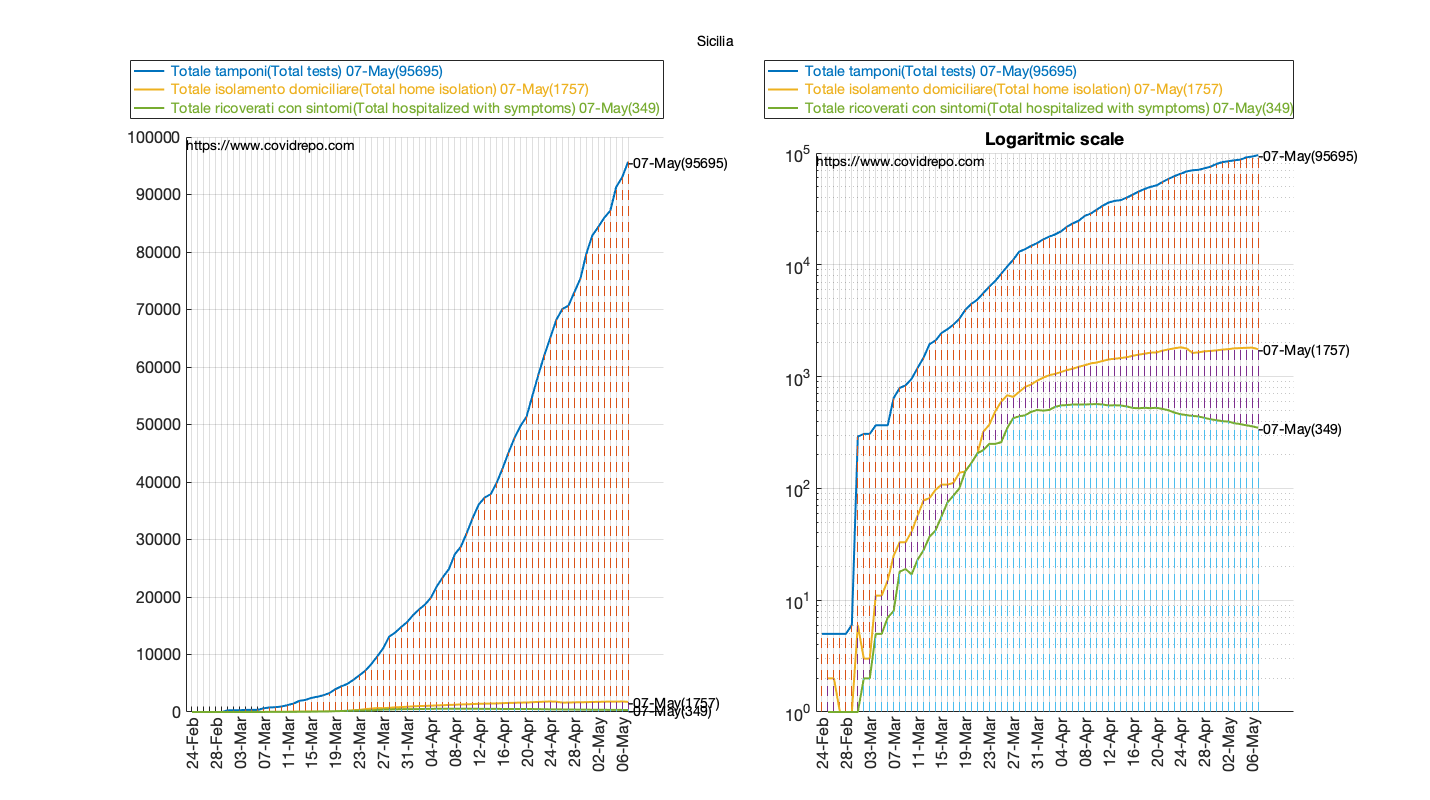 Sicilia
Totale tamponi(Total tests) 07-May(95695)
Totale isolamento domiciliare(Total home isolation) 07-May(1757)
Totale ricoverati con sintomi(Total hospitalized with symptoms) 07-May(349)
https://www.covidrepo.com
100000
90000
80000
70000
60000
50000
40000
30000
20000
10000
0
-07-May(95695)
-07-May(1757)
-07-May(349)
24-Feb
28-Feb
03-Mar
07-Mar
11-Mar
15-Mar
19-Mar
23-Mar
27-Mar
31-Mar
04-Apr
08-Apr
12-Apr
16-Apr
20-Apr
24-Apr
28-Apr
02-May
06-May
Totale tamponi(Total tests) 07-May(95695)
Totale isolamento domiciliare(Total home isolation) 07-May(1757)
Totale ricoverati con sintomi(Total hospitalized with symptoms) 07-May(349)
Logaritmic scale
https://www.covidrepo.com
10^5
10^4
10^3
10^2
10^1
10^0
-07-May(95695)
-07-May(1757)
-07-May(349)
24-Feb
28-Feb
03-Mar
07-Mar
11-Mar
15-Mar
19-Mar
23-Mar
27-Mar
31-Mar
04-Apr
08-Apr
12-Apr
16-Apr
20-Apr
24-Apr
28-Apr
02-May
06-May